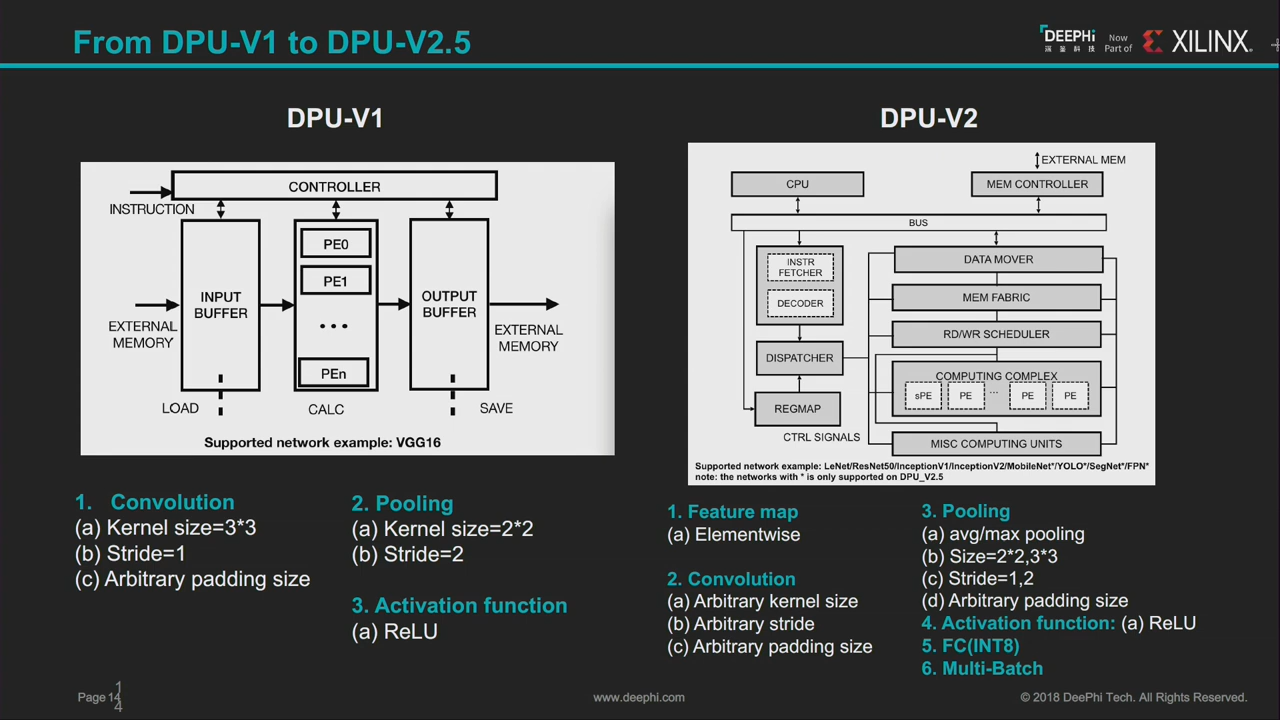 From DPU-V1 to DPU-V2.5
DEEPHi
深鉴科技
Now
Part of
XILINX
DPU-V1
CONTROLLER
INSTRUCTION
PE0
PE1
...
PEn
INPUT
BUFFER
OUTPUT
BUFFER
EXTERNAL
MEMORY
EXTERNAL
MEMORY
LOAD
CALC
SAVE
Supported network example: VGG16
1. Convolution
(a) Kernel size=3*3
(b) Stride=1
(c) Arbitrary padding size
2. Pooling
(a) Kernel size=2*2
(b) Stride=2
3. Activation function
(a) ReLU
DPU-V2
EXTERNAL MEM
CPU
MEM CONTROLLER
BUS
INSTR
FETCHER
DECODER
DISPATCHER
REGMAP
CTRL SIGNALS
DATA MOVER
MEM FABRIC
RD/WR SCHEDULER
COMPUTING COMPLEX
sPE PE ... PE PE
MISC COMPUTING UNITS
Supported network example: LeNet/ResNet50/InceptionV1/InceptionV2/MobileNet*/YOLO*/SegNet*/FPN*
note: the networks with * is only supported on DPU_V2.5
1. Feature map
(a) Elementwise
2. Convolution
(a) Arbitrary kernel size
(b) Arbitrary stride
(c) Arbitrary padding size
3. Pooling
(a) avg/max pooling
(b) Size=2*2,3*3
(c) Stride=1,2
(d) Arbitrary padding size
4. Activation function: (a) ReLU
5. FC(INT8)
6. Multi-Batch
Page 14
1
4
www.deephi.com
© 2018 DeePhi Tech. All Rights Reserved.